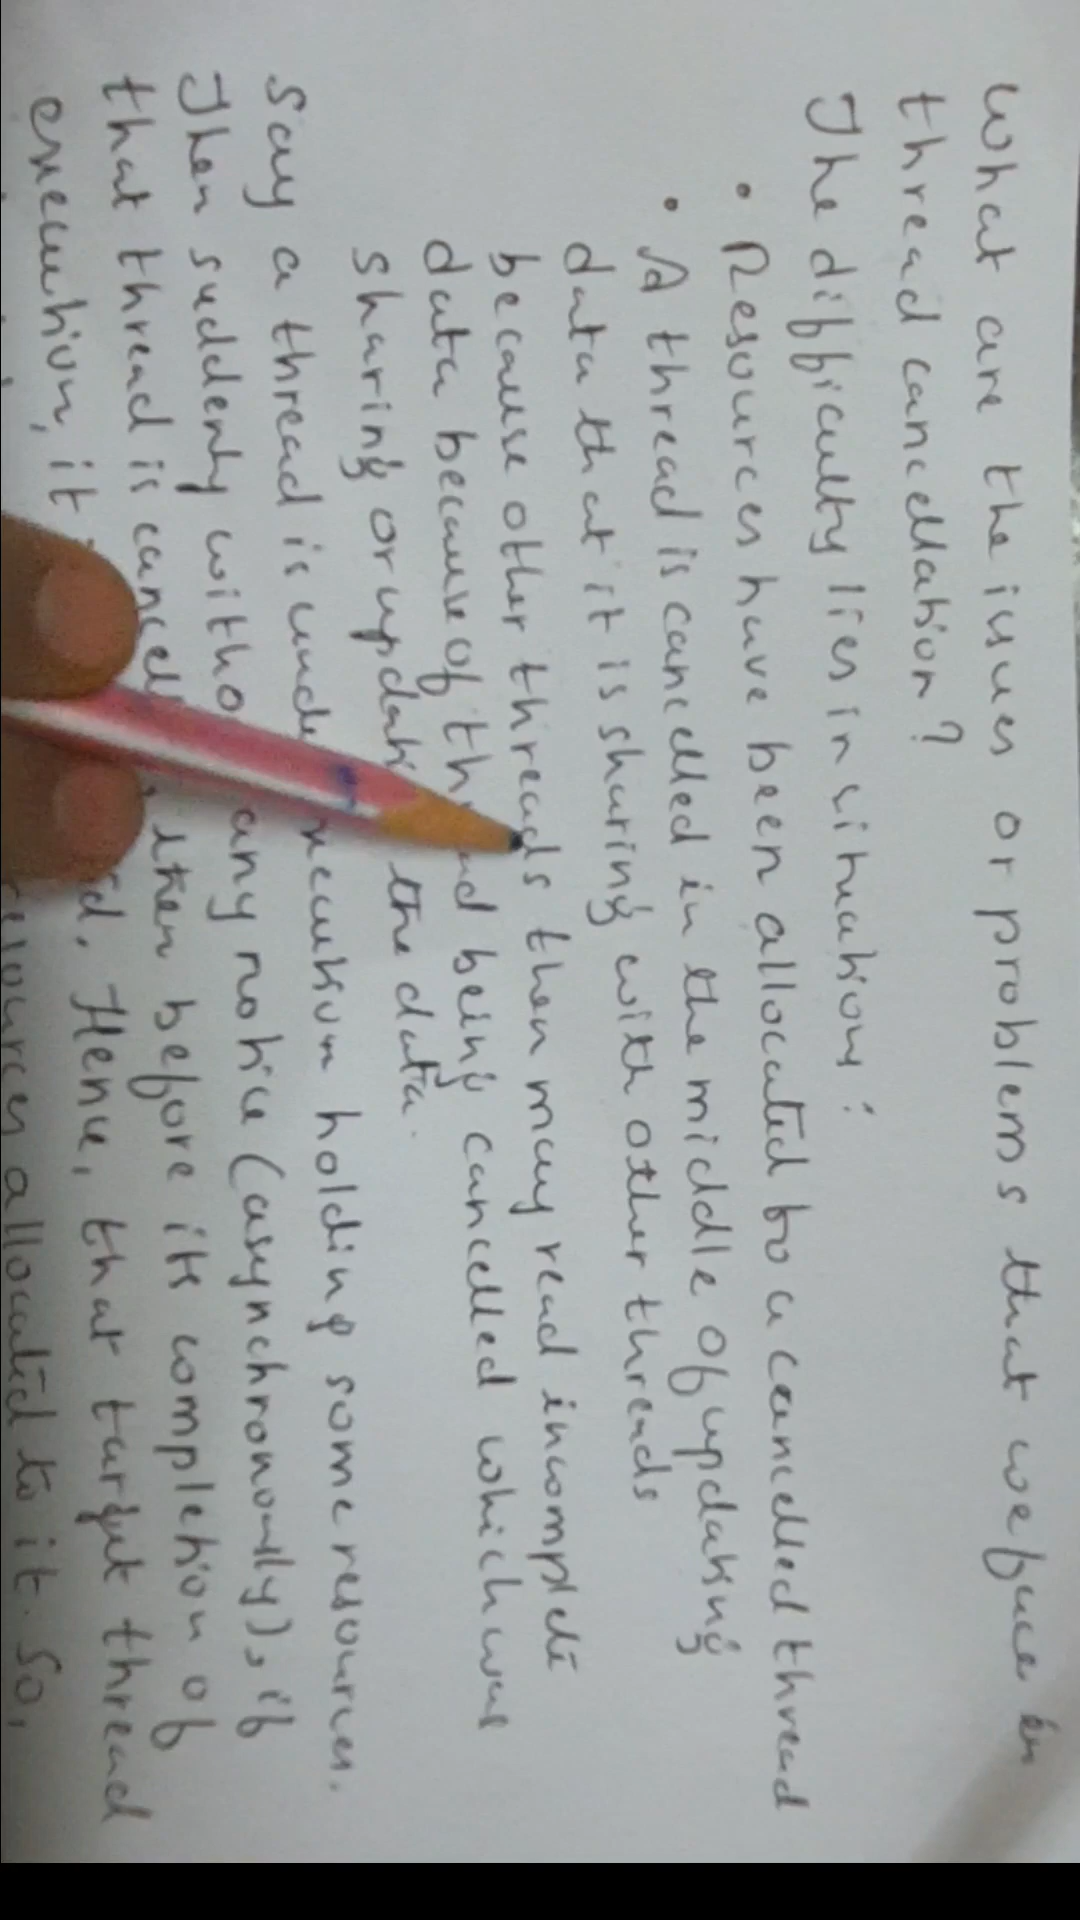 What are the issues or problems that we face in
thread cancellation?
The difficulty lies in situations:
• Resources have been allocated to a cancelled thread
• A thread is cancelled in the middle of updating
data that it is sharing with other threads
because other threads then may read incomplete
data because of thread being cancelled which was
sharing or updating the data.
Say a thread is under execution holding some resources.
Then suddenly without any notice (asynchronously), if
that thread is cancelled, then before its completion of
execution, it Hence, that target thread
resources allocated to it. So,